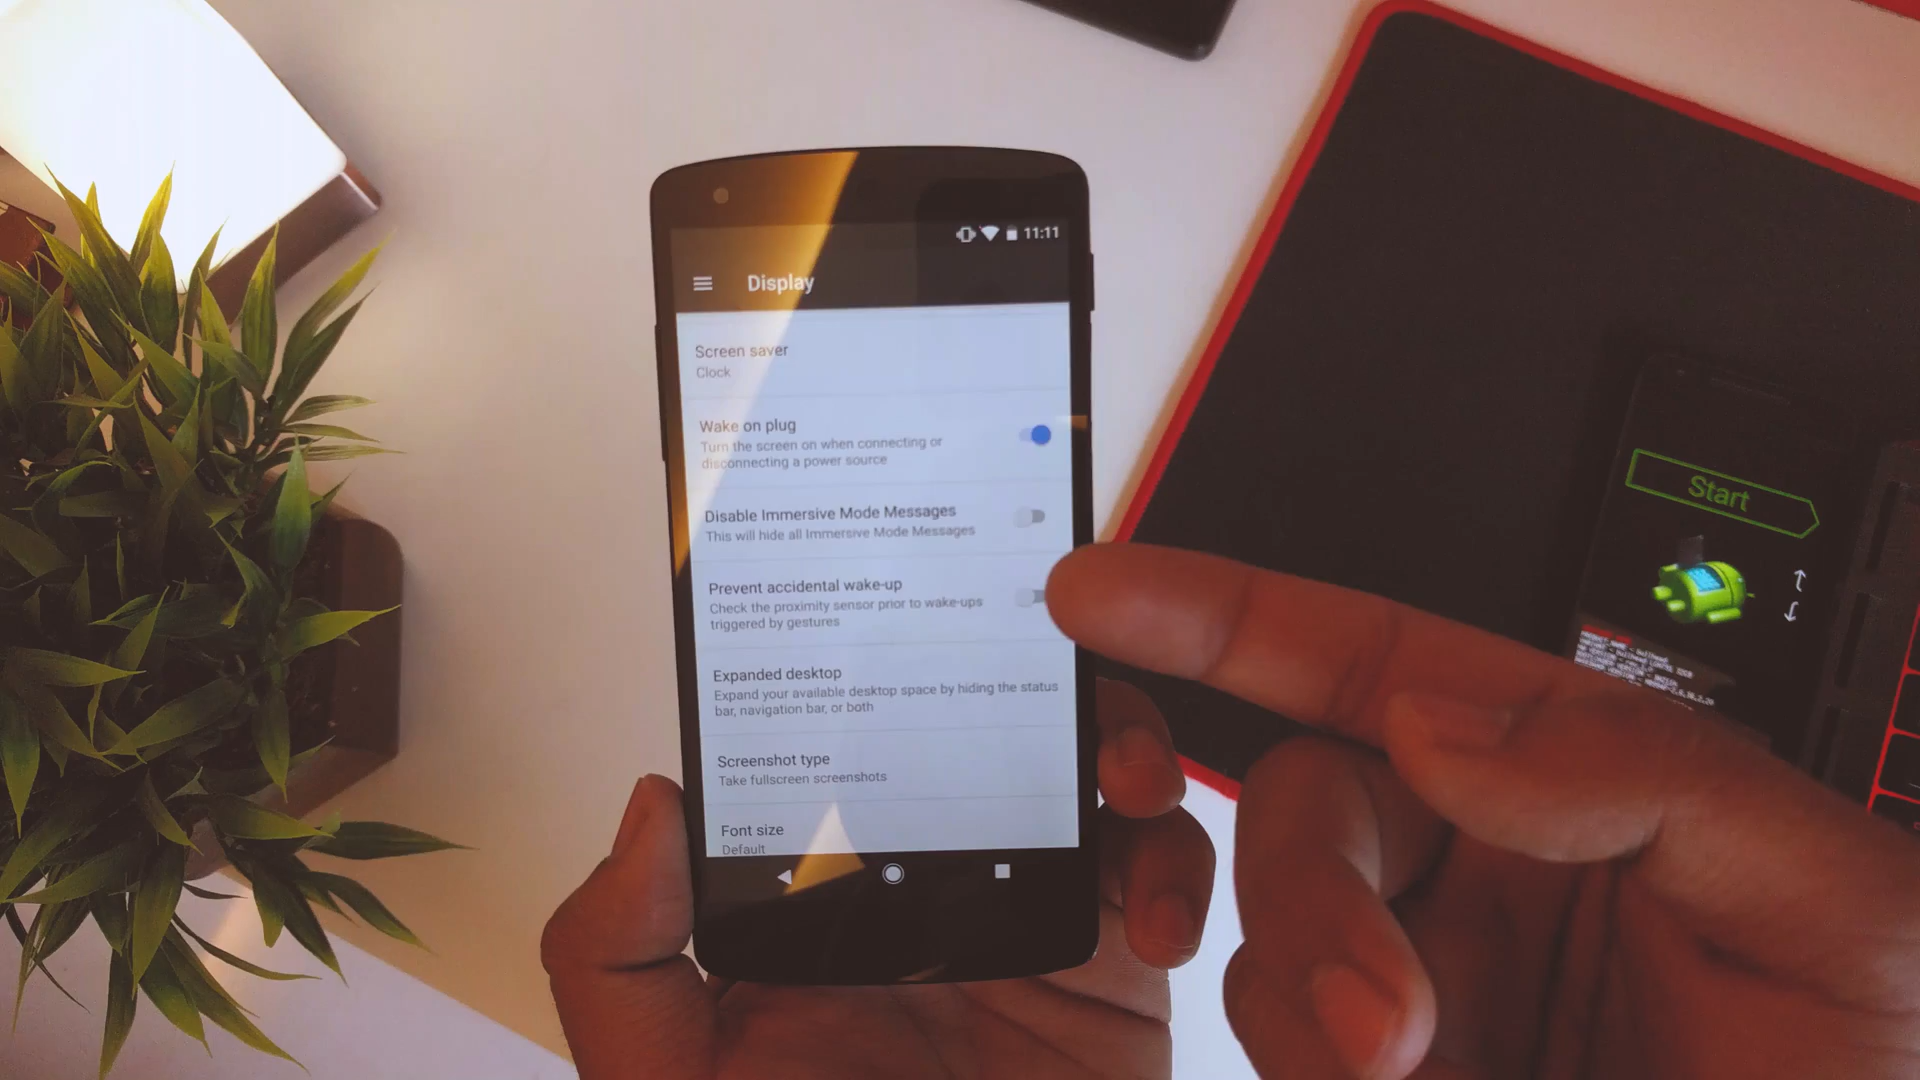 11:11
Display
Screen saver
Clock
Wake on plug
Turn the screen on when connecting or
disconnecting a power source
Disable Immersive Mode Messages
This will hide all Immersive Mode Messages
Prevent accidental wake-up
Check the proximity sensor prior to wake-ups
triggered by gestures
Expanded desktop
Expand your available desktop space by hiding the status
bar, navigation bar, or both
Screenshot type
Take fullscreen screenshots
Font size
Default
Start